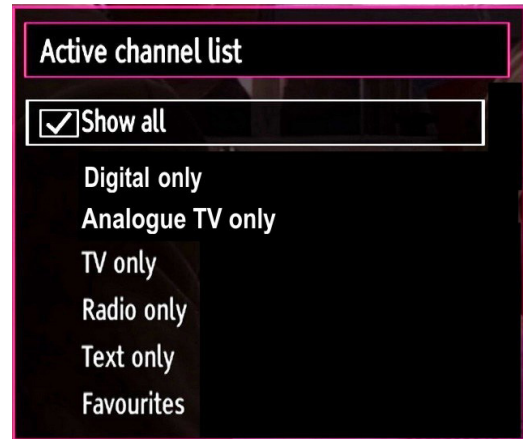 Active channel list
Show all
Digital only
Analogue TV only
TV only
Radio only
Text only
Favourites